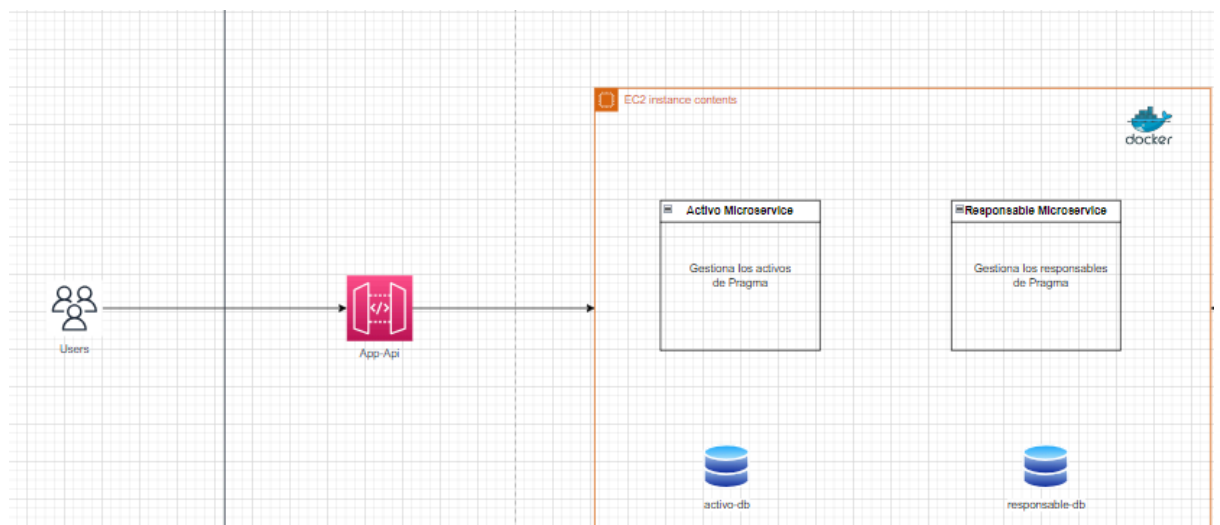 EC2 instance contents
docker
Activo Microservice
Responsable Microservice
Gestiona los activos
de Pragma
Gestiona los responsables
de Pragma
Users
</>
App-Api
activo-db
responsable-db